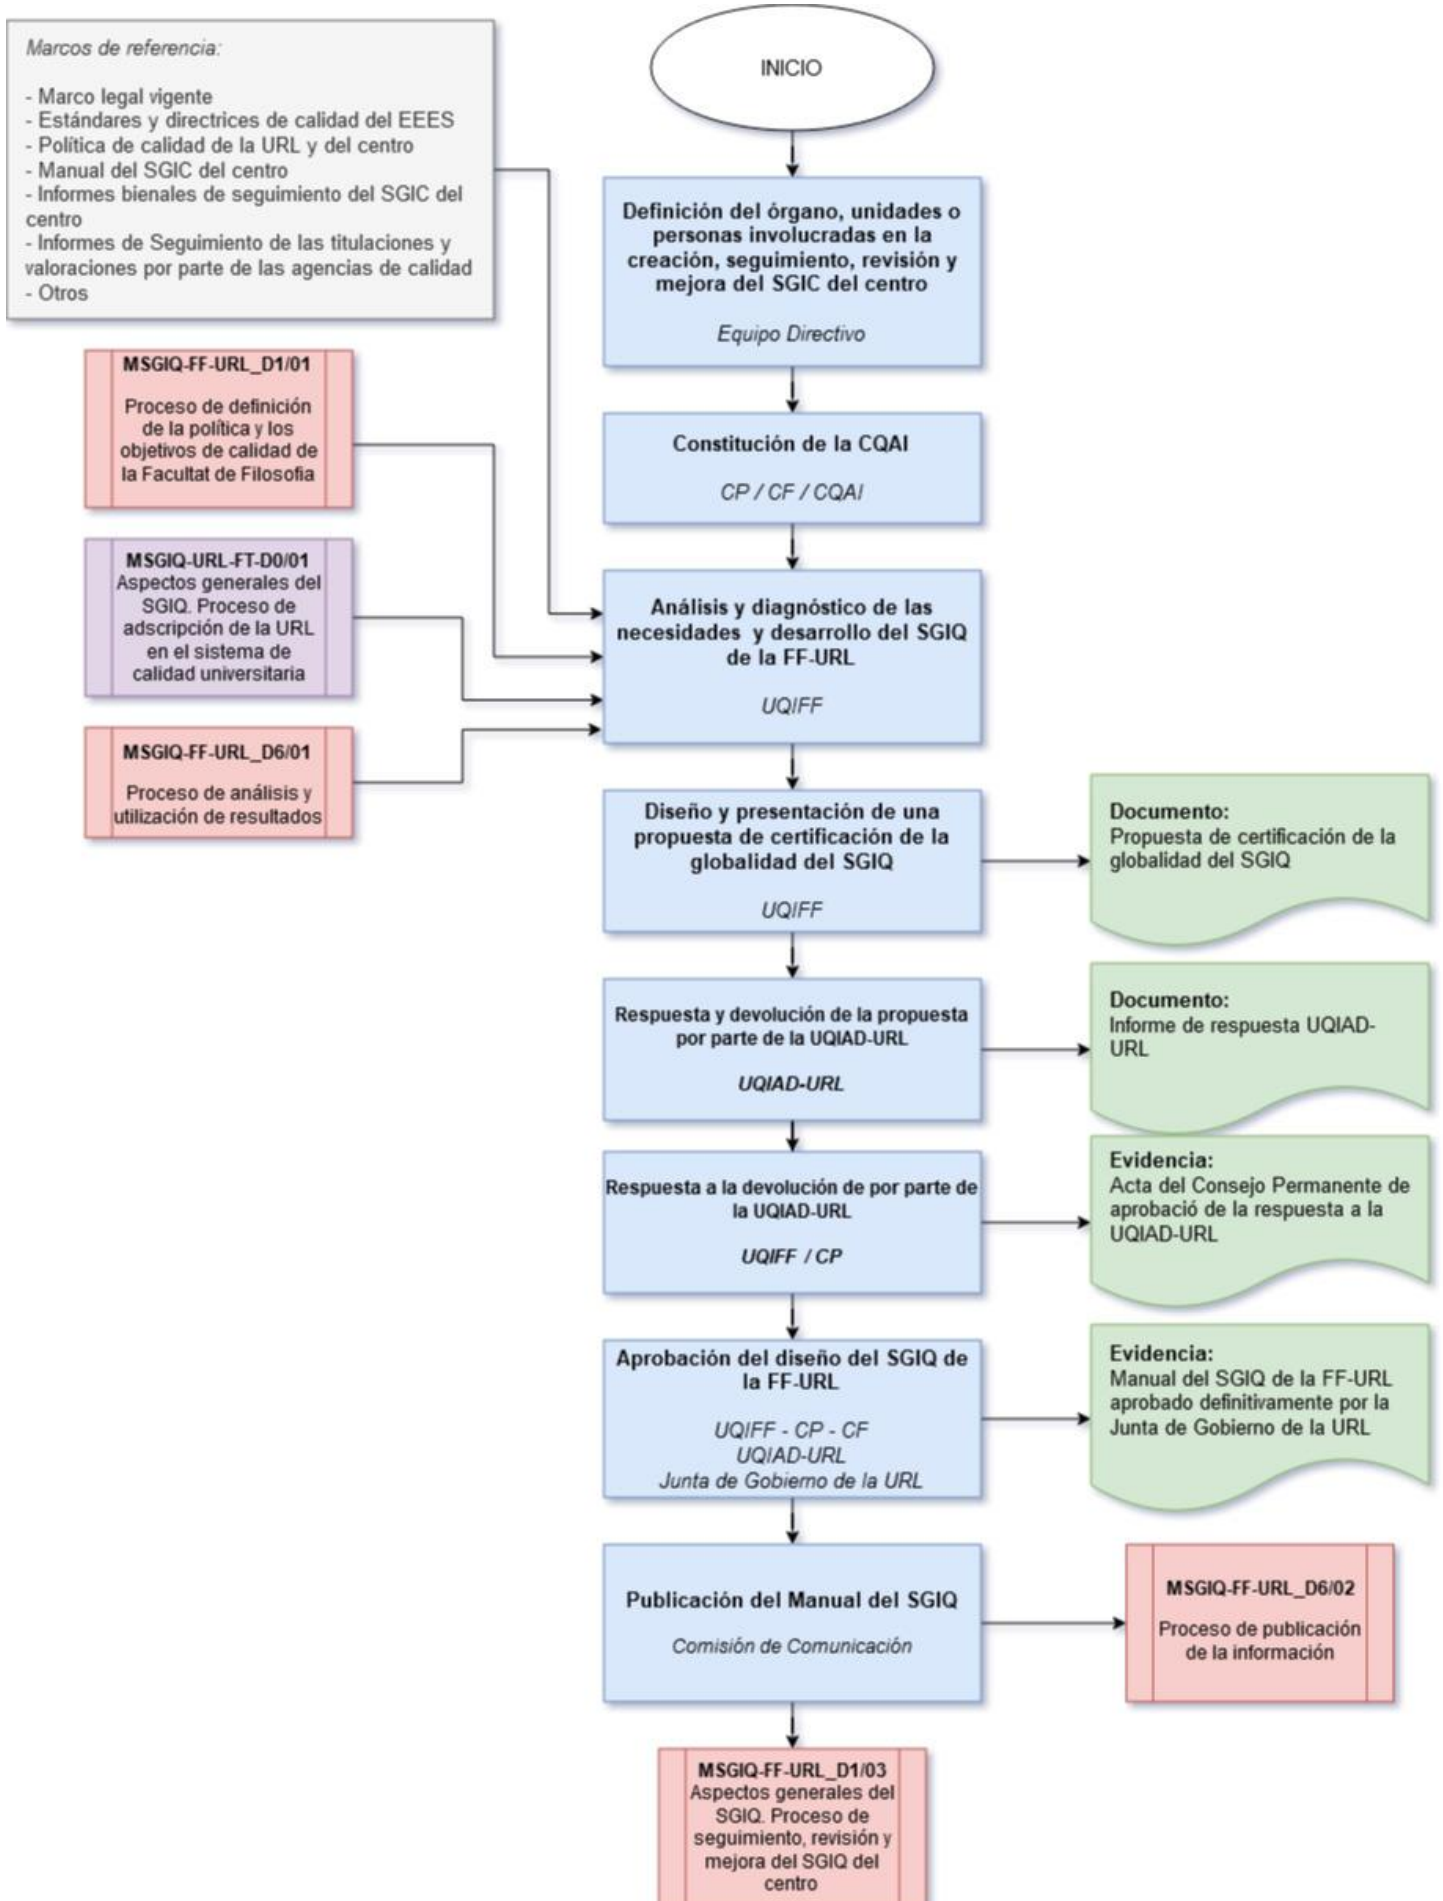 Marcos de referencia:
- Marco legal vigente
- Estándares y directrices de calidad del EEES
- Política de calidad de la URL y del centro
- Manual del SGIC del centro
- Informes bienales de seguimiento del SGIC del
centro
- Informes de Seguimiento de las titulaciones y
valoraciones por parte de las agencias de calidad
- Otros
INICIO
Definición del órgano, unidades o
personas involucradas en la
creación, seguimiento, revisión y
mejora del SGIC del centro
Equipo Directivo
MSGIQ-FF-URL_D1/01
Proceso de definición
de la política y los
objetivos de calidad de
la Facultat de Filosofia
Constitución de la CQAI
CP / CF / CQAI
MSGIQ-URL-FT-D0/01
Aspectos generales del
SGIQ. Proceso de
adscripción de la URL
en el sistema de
calidad universitaria
Análisis y diagnóstico de las
necesidades y desarrollo del SGIQ
de la FF-URL
UQIFF
MSGIQ-FF-URL_D6/01
Proceso de análisis y
utilización de resultados
Diseño y presentación de una
propuesta de certificación de la
globalidad del SGIQ
UQIFF
Documento:
Propuesta de certificación de la
globalidad del SGIQ
Respuesta y devolución de la propuesta
por parte de la UQIAD-URL
UQIAD-URL
Documento:
Informe de respuesta UQIAD-
URL
Respuesta a la devolución de por parte de
la UQIAD-URL
UQIFF / CP
Evidencia:
Acta del Consejo Permanente de
aprobació de la respuesta a la
UQIAD-URL
Aprobación del diseño del SGIQ de
la FF-URL
UQIFF - CP - CF
UQIAD-URL
Junta de Gobierno de la URL
Evidencia:
Manual del SGIQ de la FF-URL
aprobado definitivamente por la
Junta de Gobierno de la URL
Publicación del Manual del SGIQ
Comisión de Comunicación
MSGIQ-FF-URL_D6/02
Proceso de publicación
de la información
MSGIQ-FF-URL_D1/03
Aspectos generales del
SGIQ. Proceso de
seguimiento, revisión y
mejora del SGIQ del
centro